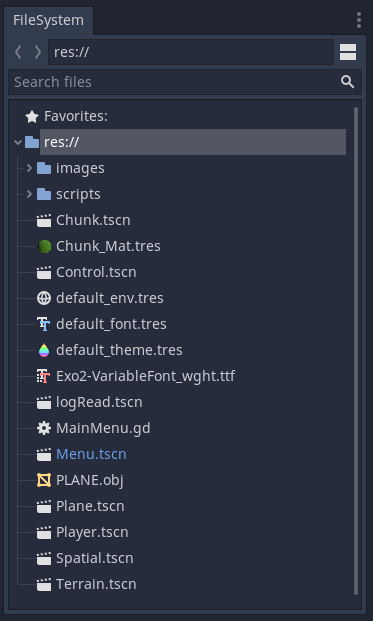 FileSystem
res://
Search files
Favorites:
res://
images
scripts
Chunk.tscn
Chunk_Mat.tres
Control.tscn
default_env.tres
default_font.tres
default_theme.tres
Exo2-VariableFont_wght.ttf
logRead.tscn
MainMenu.gd
Menu.tscn
PLANE.obj
Plane.tscn
Player.tscn
Spatial.tscn
Terrain.tscn